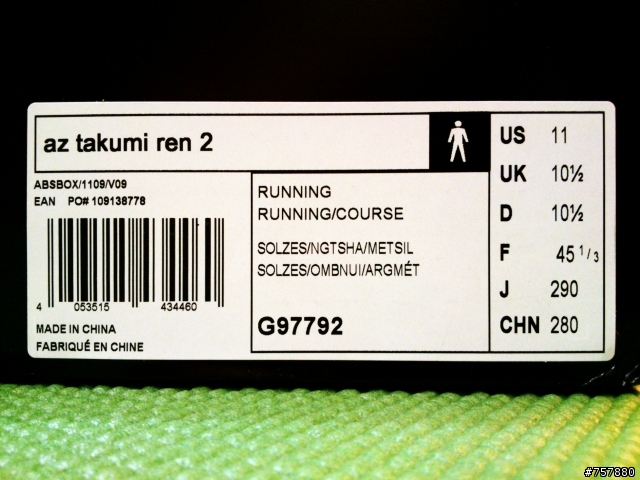 az takumi ren 2
ABSBOX/1109/V09
EAN PO# 109138778
4 053515 434460
MADE IN CHINA
FABRIQUÉ EN CHINE
RUNNING
RUNNING/COURSE
SOLZES/NGTSHA/METSIL
SOLZES/OMBNUI/ARGMÉT
G97792
US 11
UK 10½
D 10½
F 45 1/3
J 290
CHN 280
#757880